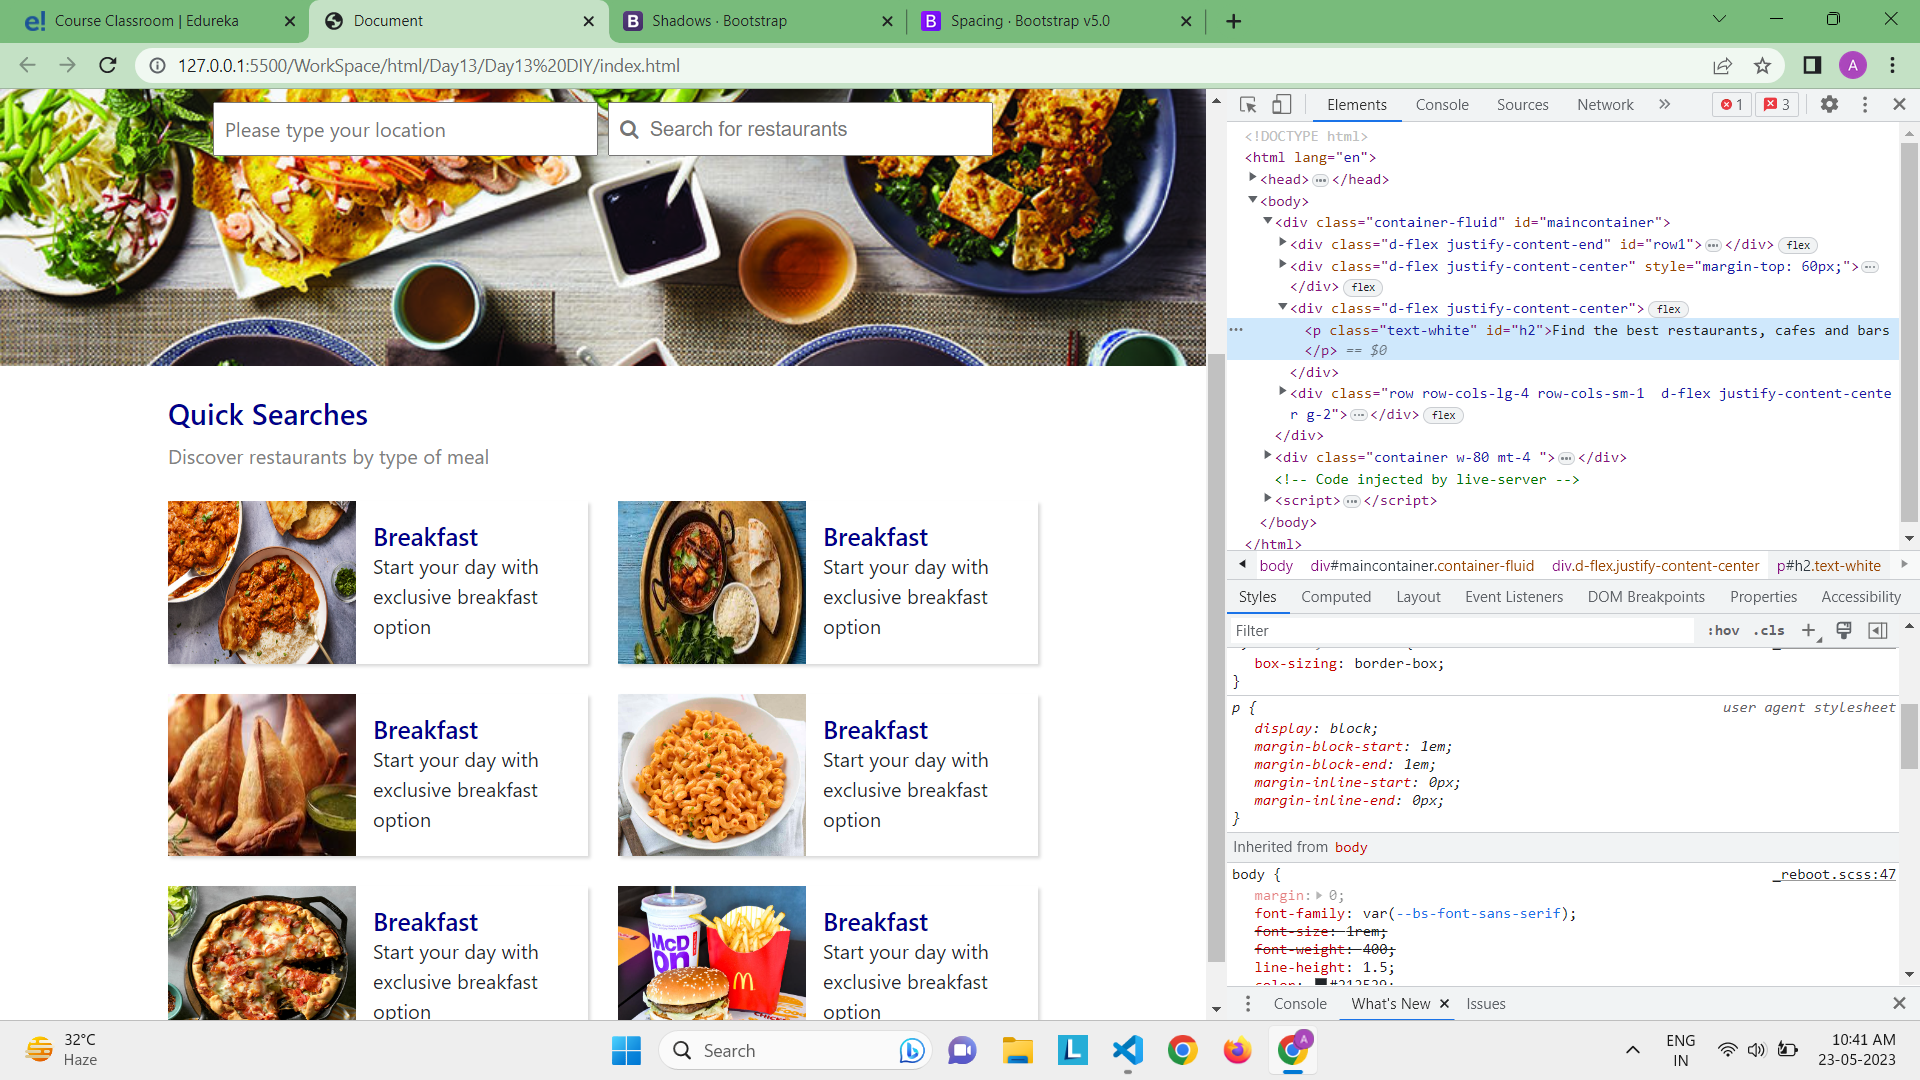 Course Classroom | Edureka
Document
Shadows · Bootstrap
Spacing · Bootstrap v5.0
127.0.0.1:5500/WorkSpace/html/Day13/Day13%20DIY/index.html
A
Please type your location
Search for restaurants
Quick Searches
Discover restaurants by type of meal
Breakfast
Start your day with
exclusive breakfast
option
Breakfast
Start your day with
exclusive breakfast
option
Breakfast
Start your day with
exclusive breakfast
option
Breakfast
Start your day with
exclusive breakfast
option
Breakfast
Start your day with
exclusive breakfast
option
Breakfast
Start your day with
exclusive breakfast
option
Elements Console Sources Network » 1 3
<!DOCTYPE html>
<html lang="en">
<head> ••• </head>
<body>
<div class="container-fluid" id="maincontainer">
<div class="d-flex justify-content-end" id="row1"> ••• </div> flex
<div class="d-flex justify-content-center" style="margin-top: 60px;"> •••
</div> flex
<div class="d-flex justify-content-center"> flex
<p class="text-white" id="h2">Find the best restaurants, cafes and bars
</p> == $0
</div>
<div class="row row-cols-lg-4 row-cols-sm-1  d-flex justify-content-cente
r g-2"> ••• </div> flex
</div>
<div class="container w-80 mt-4 "> ••• </div>
<!-- Code injected by live-server -->
<script> ••• </script>
</body>
</html>
body div#maincontainer.container-fluid div.d-flex.justify-content-center p#h2.text-white
Styles Computed Layout Event Listeners DOM Breakpoints Properties Accessibility
Filter :hov .cls +
box-sizing: border-box;
}
p { user agent stylesheet
display: block;
margin-block-start: 1em;
margin-block-end: 1em;
margin-inline-start: 0px;
margin-inline-end: 0px;
}
Inherited from body
body { _reboot.scss:47
margin: 0;
font-family: var(--bs-font-sans-serif);
font-size: 1rem;
font-weight: 400;
line-height: 1.5;
color: #212529;
Console What's New Issues
32°C
Haze
Search
ENG
IN
10:41 AM
23-05-2023